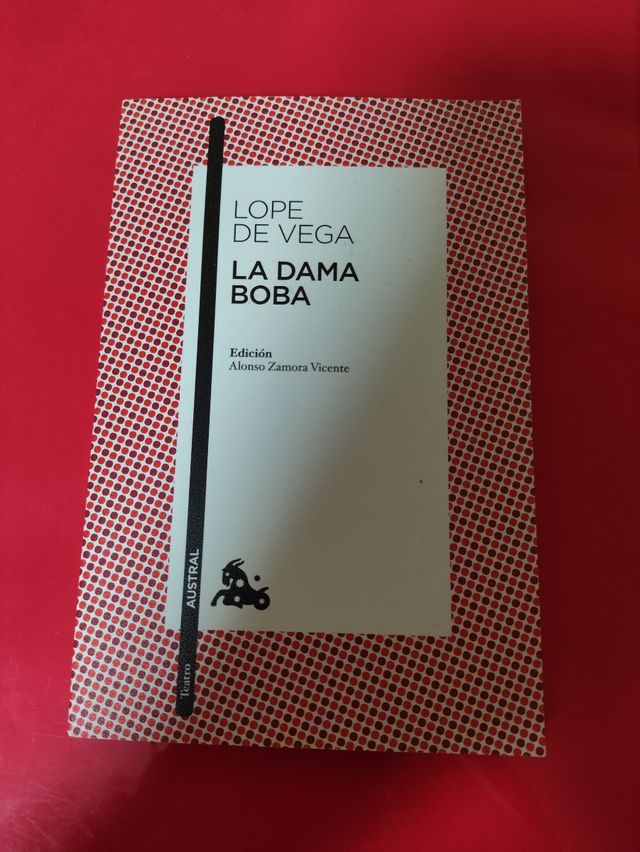 LOPE
DE VEGA
LA DAMA
BOBA
Edición
Alonso Zamora Vicente
AUSTRAL
Teatro